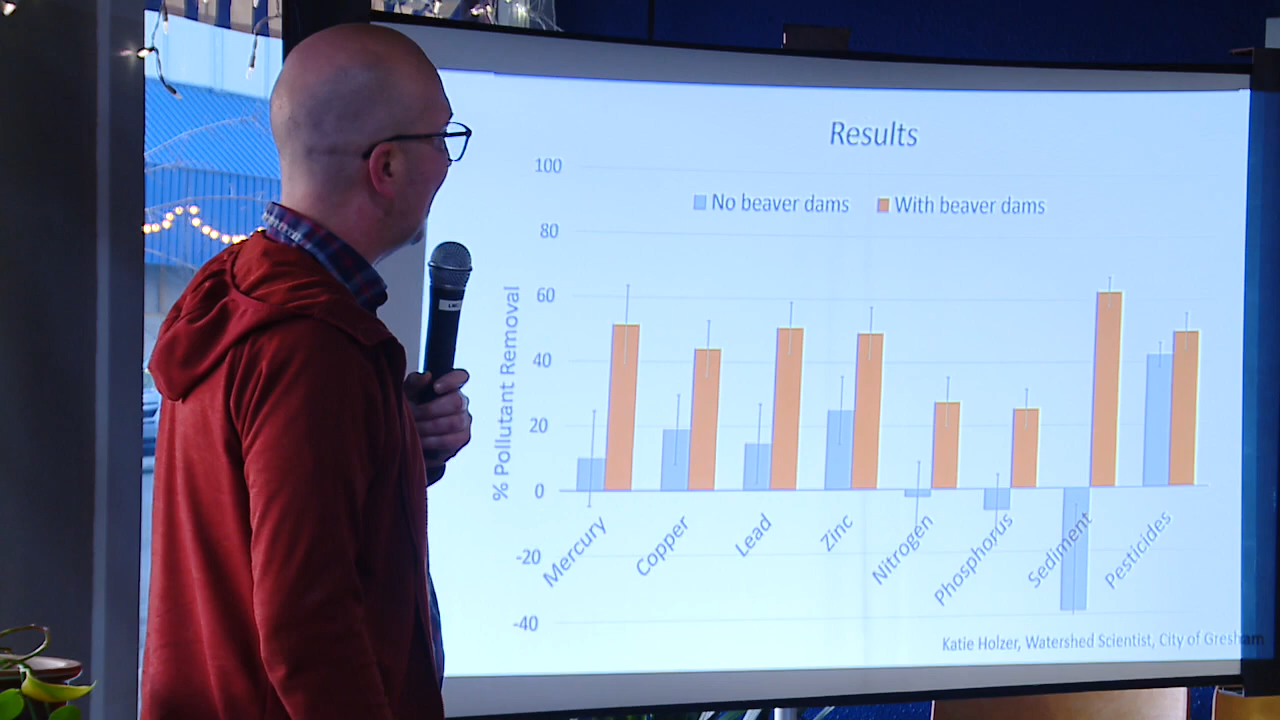 Results
100
No beaver dams
With beaver dams
80
60
40
20
0
-20
-40
% Pollutant Removal
Mercury
Copper
Lead
Zinc
Nitrogen
Phosphorus
Sediment
Pesticides
Katie Holzer, Watershed Scientist, City of Gresham